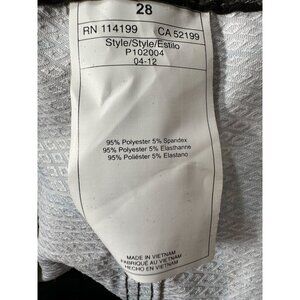 28
RN 114199 CA 52199
Style/Style/Estilo
P102004
04-12
95% Polyester 5% Spandex
95% Polyester 5% Elasthanne
95% Poliéster 5% Elastano
MADE IN VIETNAM
FABRIQUÉ AU VIETNAM
HECHO EN VIETNAM